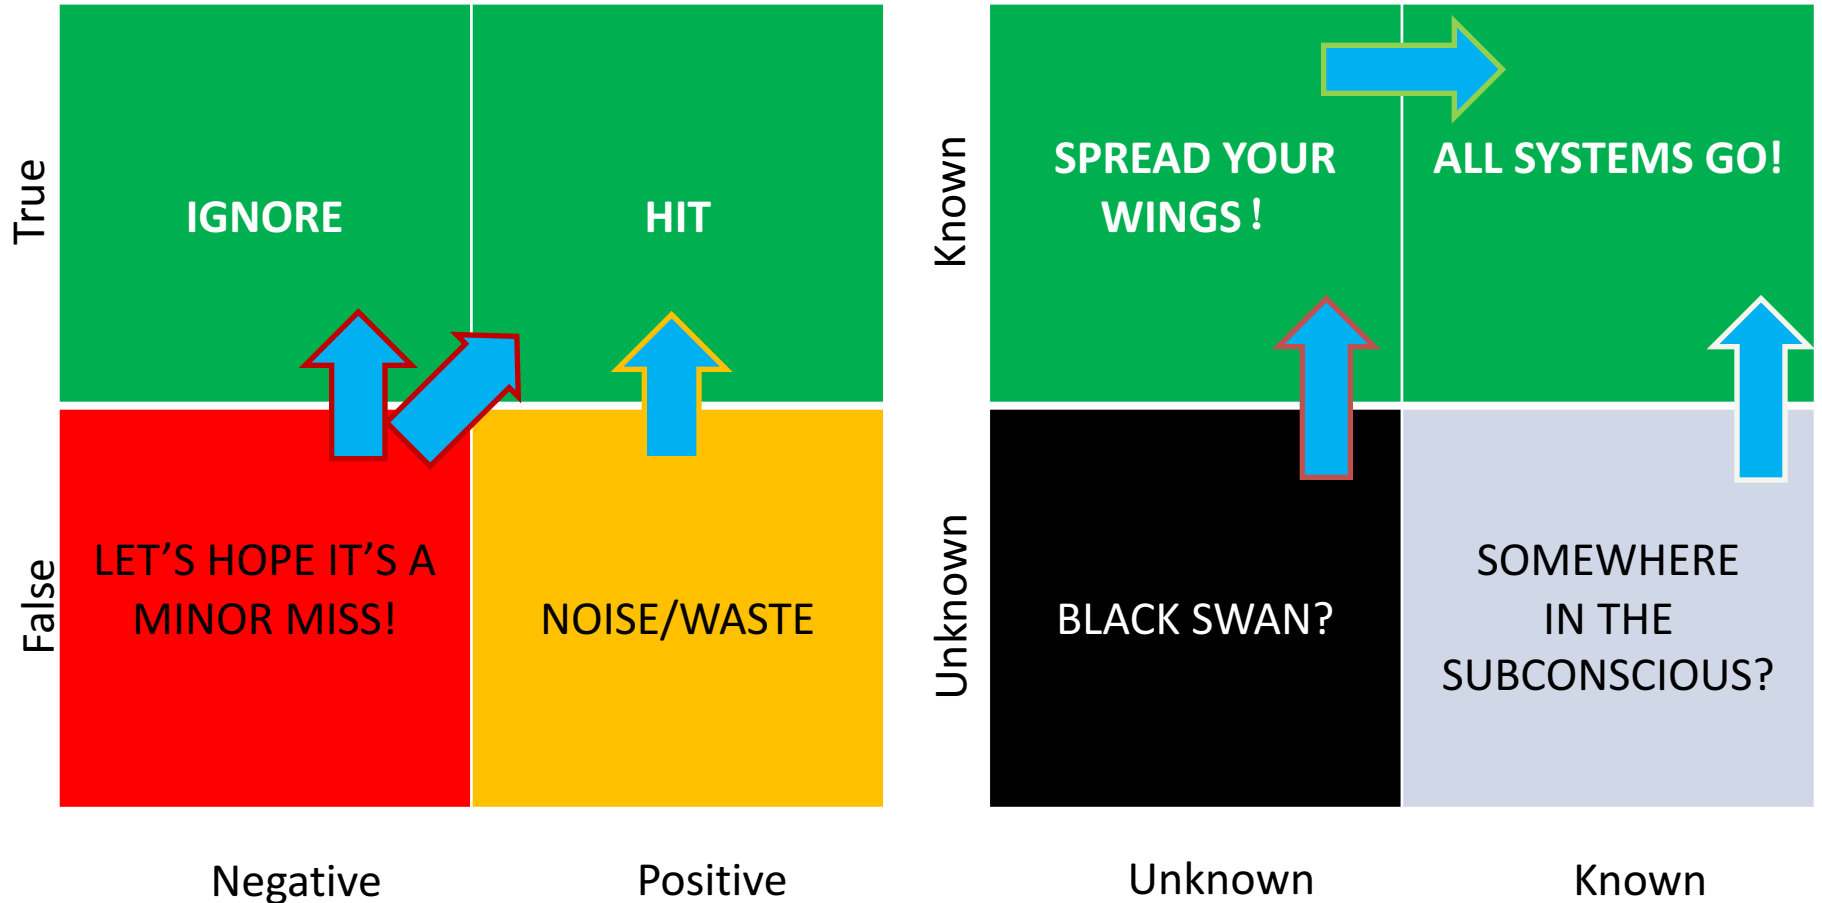 True
IGNORE
HIT
False
LET’S HOPE IT’S A
MINOR MISS!
NOISE/WASTE
Negative
Positive
Known
SPREAD YOUR
WINGS!
ALL SYSTEMS GO!
Unknown
BLACK SWAN?
SOMEWHERE
IN THE
SUBCONSCIOUS?
Unknown
Known